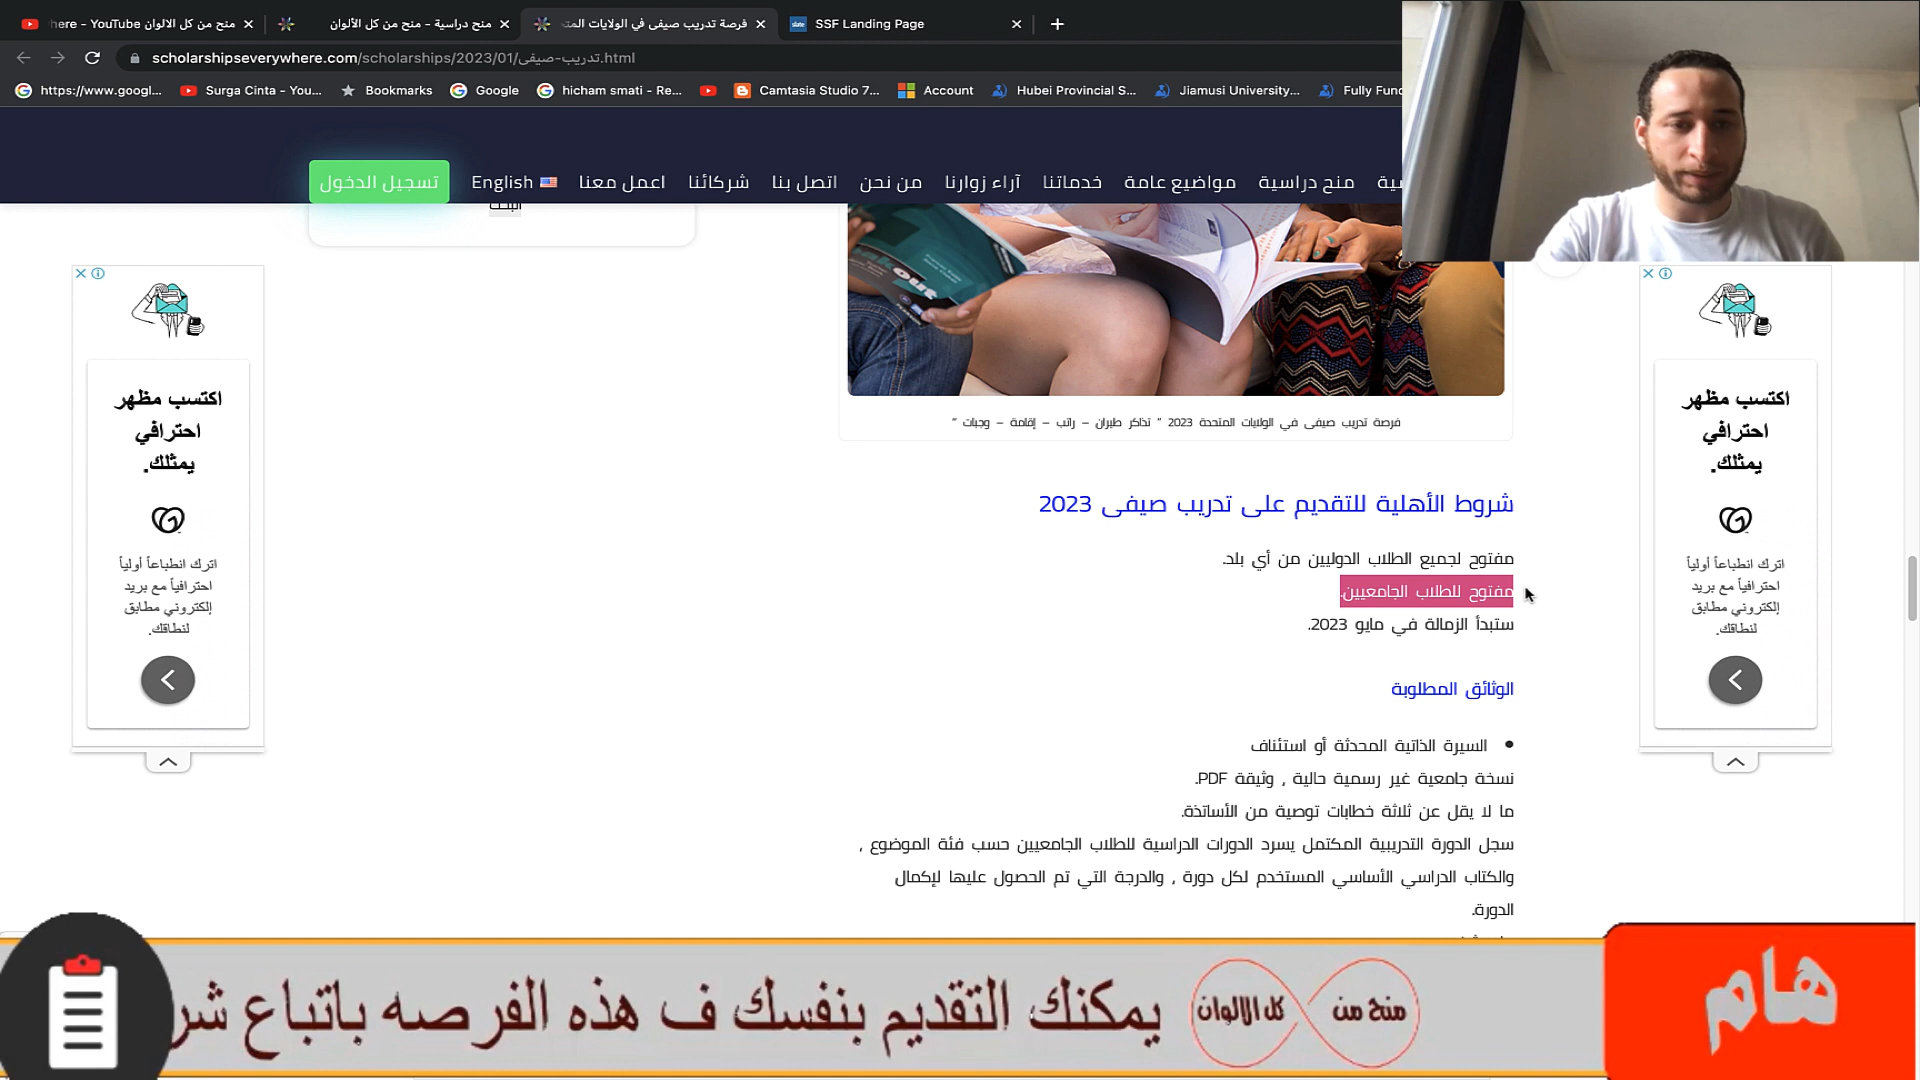 منح من كل الالوان here - YouTube
منح دراسية - منح من كل الألوان
فرصة تدريب صيفى في الولايات المتح
SSF Landing Page
scholarshipseverywhere.com/scholarships/2023/01/تدريب-صيفى.html
https://www.googl...
Surga Cinta - You...
Bookmarks
Google
hicham smati - Re...
Camtasia Studio 7...
Account
Hubei Provincial S...
Jiamusi University...
Fully Func
منح دراسية
مواضيع عامة
خدماتنا
آراء زوارنا
من نحن
اتصل بنا
شركائنا
اعمل معنا
English
تسجيل الدخول
البحث
فرصة تدريب صيفى في الولايات المتحدة 2023 " تذاكر طيران – راتب – إقامة – وجبات "
شروط الأهلية للتقديم على تدريب صيفى 2023
مفتوح لجميع الطلاب الدوليين من أي بلد.
مفتوح للطلاب الجامعيين.
ستبدأ الزمالة في مايو 2023.
الوثائق المطلوبة
• السيرة الذاتية المحدثة أو استئناف
نسخة جامعية غير رسمية حالية ، وثيقة PDF.
ما لا يقل عن ثلاثة خطابات توصية من الأساتذة.
سجل الدورة التدريبية المكتمل يسرد الدورات الدراسية للطلاب الجامعيين حسب فئة الموضوع ،
والكتاب الدراسي الأساسي المستخدم لكل دورة ، والدرجة التي تم الحصول عليها لإكمال
الدورة.
اكتسب مظهر
احترافي
يمثلك.
اترك انطباعاً أولياً
احترافياً مع بريد
إلكتروني مطابق
لنطاقك.
اكتسب مظهر
احترافي
يمثلك.
اترك انطباعاً أولياً
احترافياً مع بريد
إلكتروني مطابق
لنطاقك.
هام
منح من كل الالوان
يمكنك التقديم بنفسك ف هذه الفرصه باتباع شر